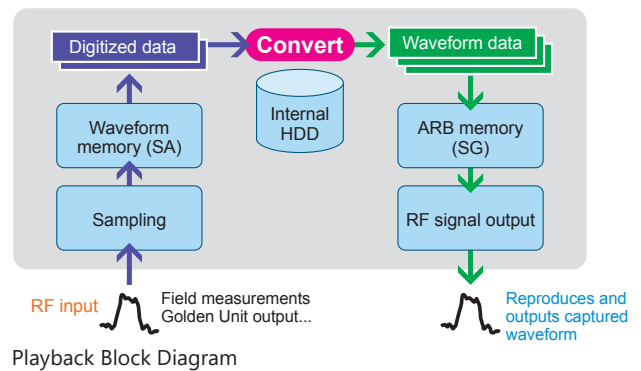 Digitized data
Convert
Waveform data
Waveform
memory (SA)
Internal
HDD
ARB memory
(SG)
Sampling
RF signal output
RF input
Field measurements
Golden Unit output...
Reproduces and
outputs captured
waveform
Playback Block Diagram